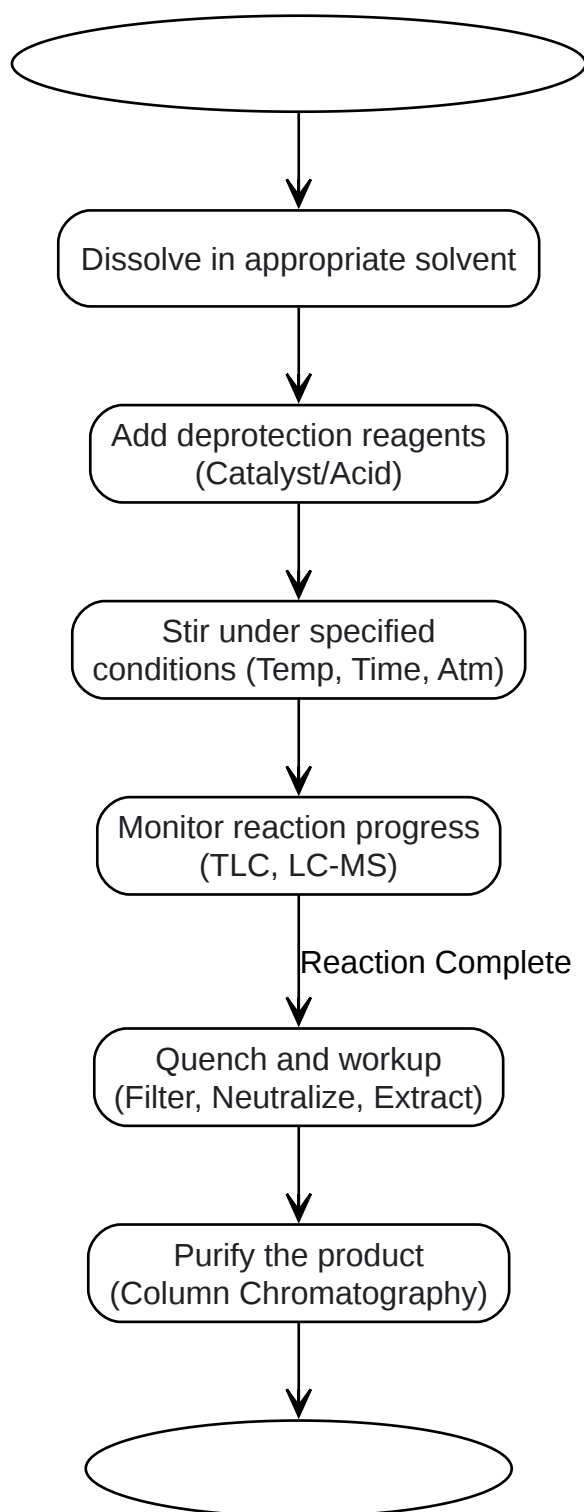 Dissolve in appropriate solvent
Add deprotection reagents
(Catalyst/Acid)
Stir under specified
conditions (Temp, Time, Atm)
Monitor reaction progress
(TLC, LC-MS)
Reaction Complete
Quench and workup
(Filter, Neutralize, Extract)
Purify the product
(Column Chromatography)